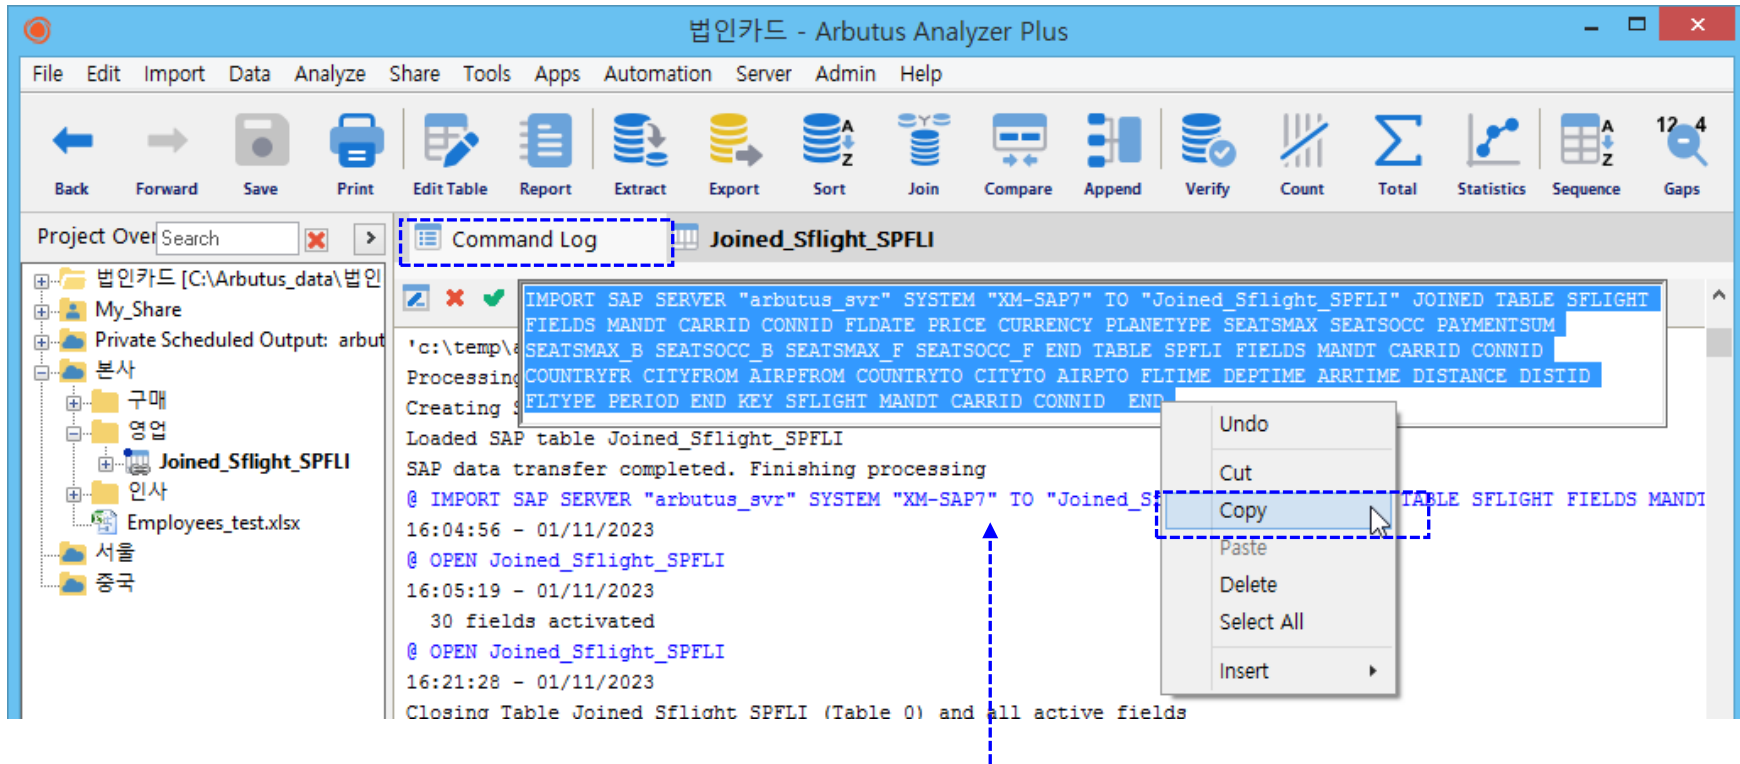 법인카드 - Arbutus Analyzer Plus
File Edit Import Data Analyze Share Tools Apps Automation Server Admin Help
12 4
A
Z
A
Z
Back Forward Save Print Edit Table Report Extract Export Sort Join Compare Append Verify Count Total Statistics Sequence Gaps
Project Over Search
Command Log
Joined_Sflight_SPFLI
법인카드 [C:\Arbutus_data\법인
My_Share
Private Scheduled Output: arbut
본사
구매
영업
Joined_Sflight_SPFLI
인사
Employees_test.xlsx
서울
중국
IMPORT SAP SERVER "arbutus_svr" SYSTEM "XM-SAP7" TO "Joined_Sflight_SPFLI" JOINED TABLE SFLIGHT
FIELDS MANDT CARRID CONNID FLDATE PRICE CURRENCY PLANETYPE SEATSMAX SEATSOCC PAYMENTSUM
SEATSMAX_B SEATSOCC_B SEATSMAX_F SEATSOCC_F END TABLE SPFLI FIELDS MANDT CARRID CONNID
COUNTRYFR CITYFROM AIRPFROM COUNTRYTO CITYTO AIRPTO FLTIME DEPTIME ARRTIME DISTANCE DISTID
FLTYPE PERIOD END KEY SFLIGHT MANDT CARRID CONNID  END
'c:\temp\
Processing
Creating
Loaded SAP table Joined_Sflight_SPFLI
SAP data transfer completed. Finishing processing
@ IMPORT SAP SERVER "arbutus_svr" SYSTEM "XM-SAP7" TO "Joined_S TABLE SFLIGHT FIELDS MANDT
16:04:56 - 01/11/2023
@ OPEN Joined_Sflight_SPFLI
16:05:19 - 01/11/2023
30 fields activated
@ OPEN Joined_Sflight_SPFLI
16:21:28 - 01/11/2023
Closing Table Joined_Sflight_SPFLI (Table 0) and all active fields
Undo
Cut
Copy
Paste
Delete
Select All
Insert